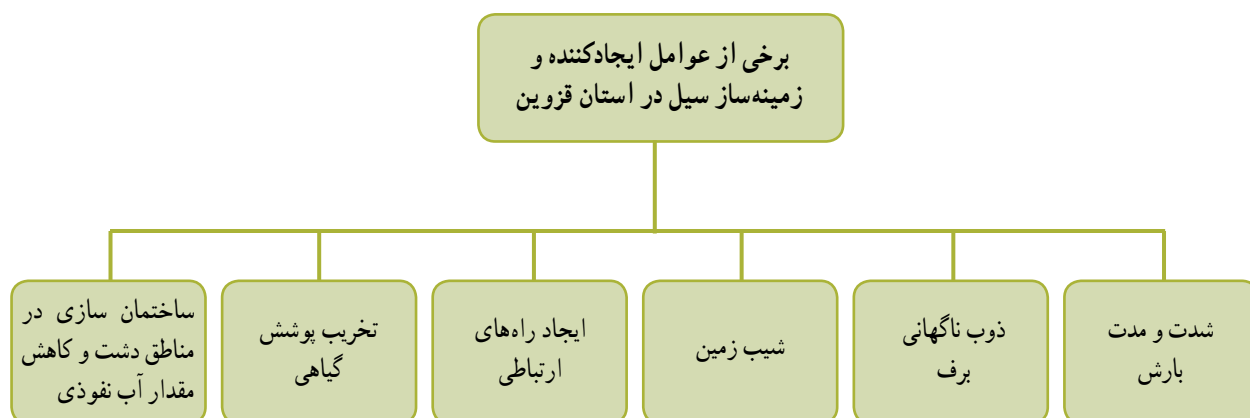 برخی از عوامل ایجادکننده و
زمینه‌ساز سیل در استان قزوین
شدت و مدت
بارش
ذوب ناگهانی
برف
شیب زمین
ایجاد راه‌های
ارتباطی
تخریب پوشش
گیاهی
ساختمان سازی در
مناطق دشت و کاهش
مقدار آب نفوذی